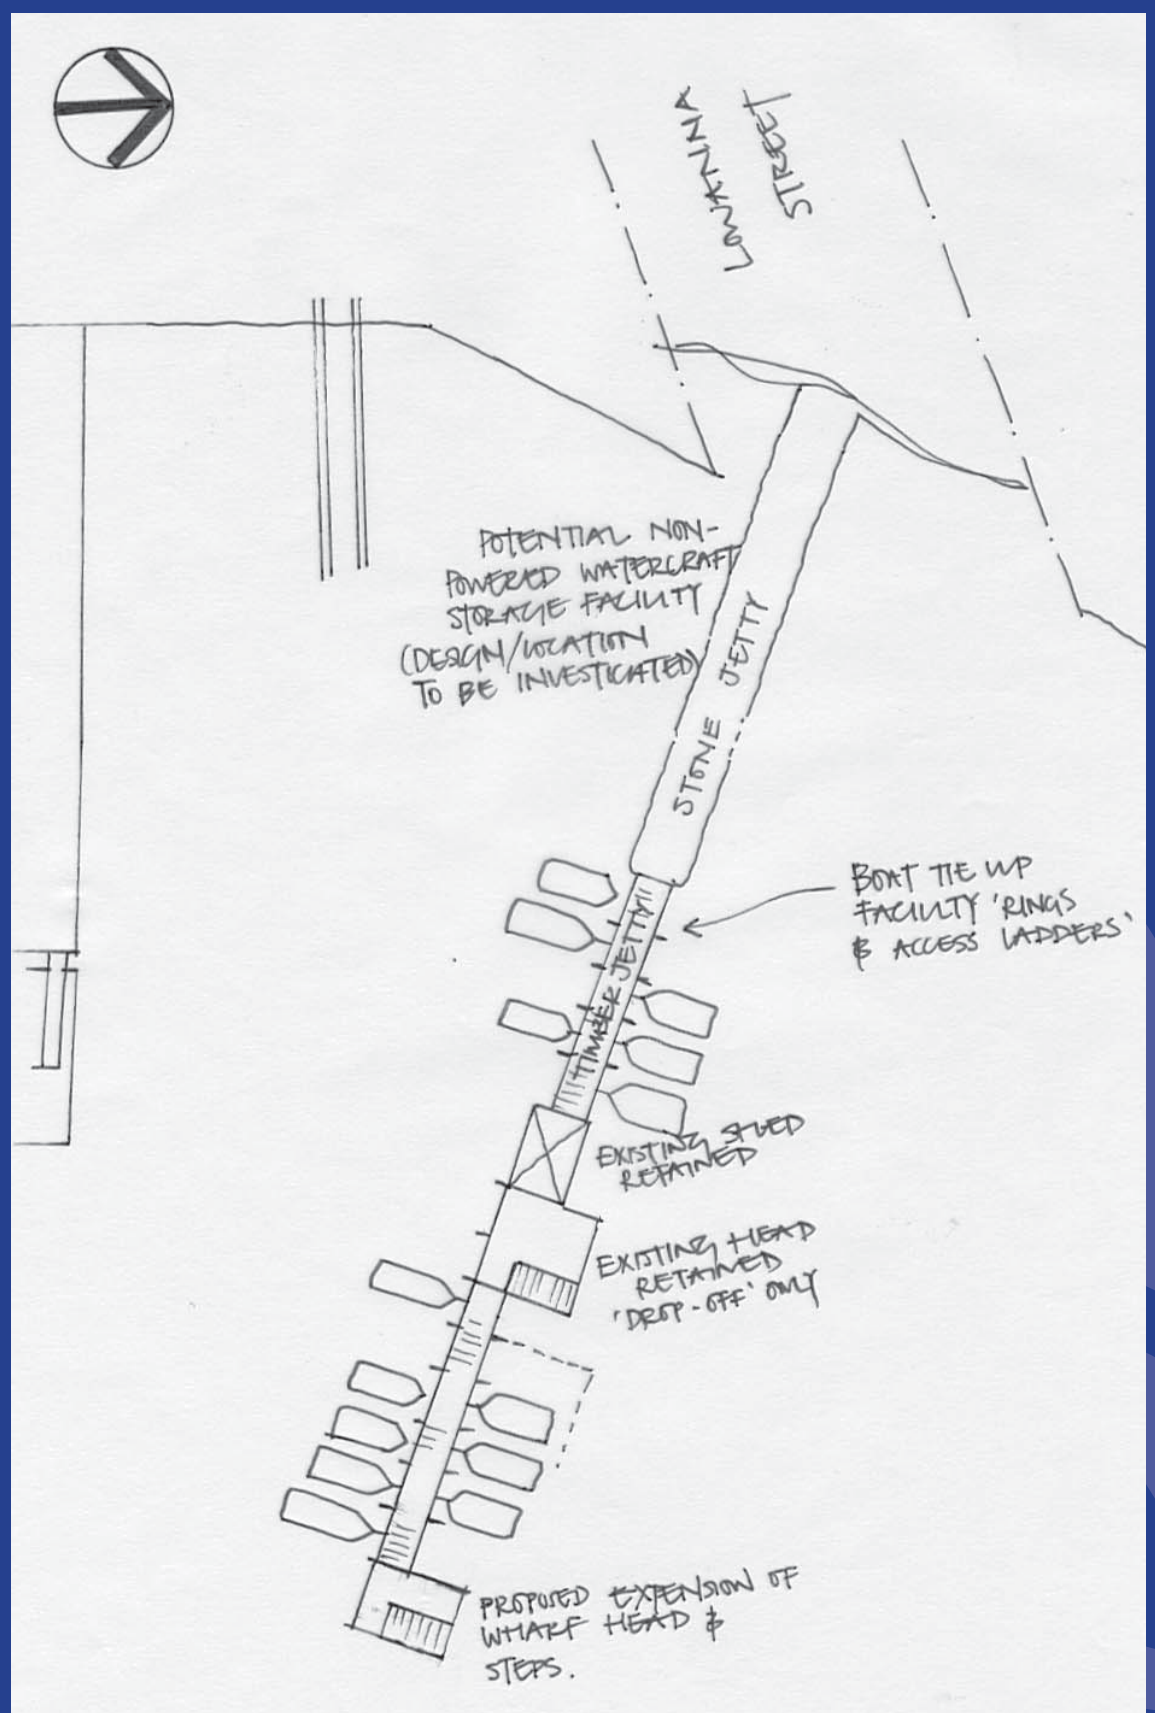 LOWANNA
STREET
POTENTIAL NON-
POWERED WATERCRAFT
STORAGE FACILITY
(DESIGN/LOCATION
TO BE INVESTIGATED)
STONE JETTY
BOAT TIE UP
FACILITY 'RINGS
& ACCESS LADDERS'
TIMBER JETTY
EXISTING SHED
RETAINED
EXISTING HEAD
RETAINED
'DROP-OFF' ONLY
PROPOSED EXPENSION OF
WHARF HEAD &
STEPS.